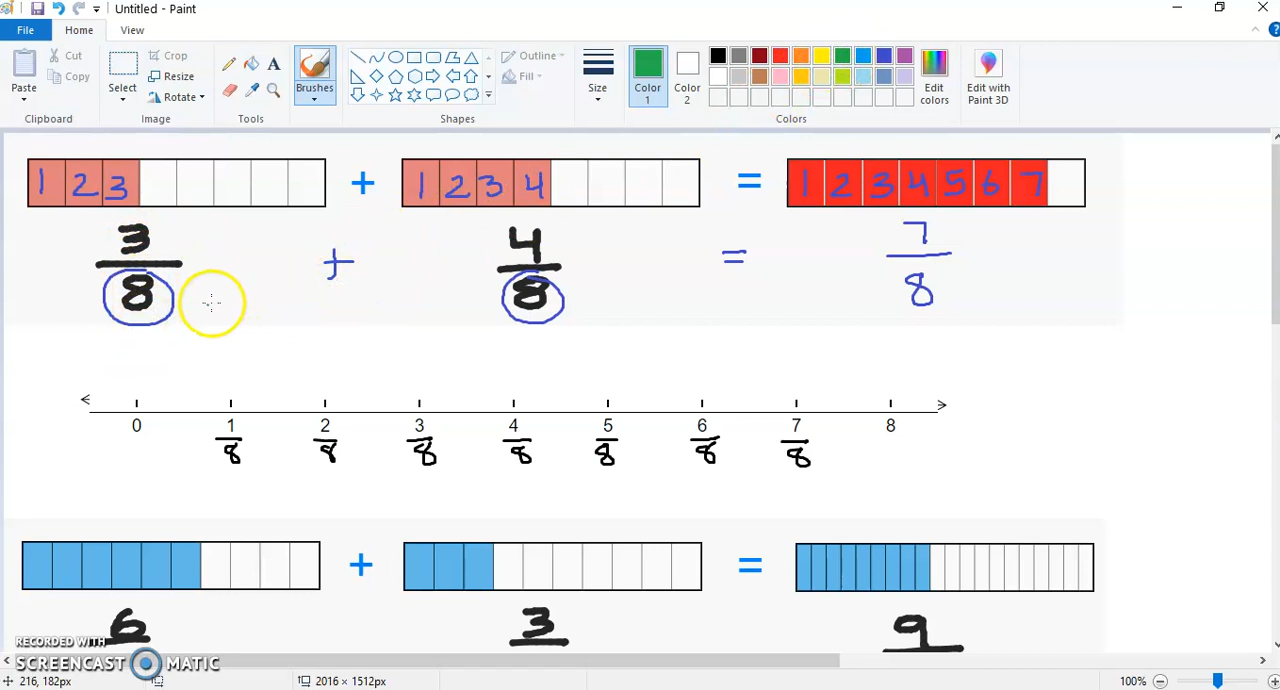 Untitled - Paint
File Home View
Paste Cut Copy
Clipboard
Select Crop Resize Rotate
Image
A
Tools
Brushes
Outline Fill
Shapes
Size
Color 1 Color 2
Edit colors
Colors
Edit with Paint 3D
1 2 3 + 1 2 3 4 = 1 2 3 4 5 6 7
3 4 7
+ =
8 8 8
0 1 2 3 4 5 6 7 8
8 8 8 8 8 8 8
+ =
6 3 9
RECORDED WITH
SCREENCAST MATIC
216, 182px 2016 × 1512px 100%